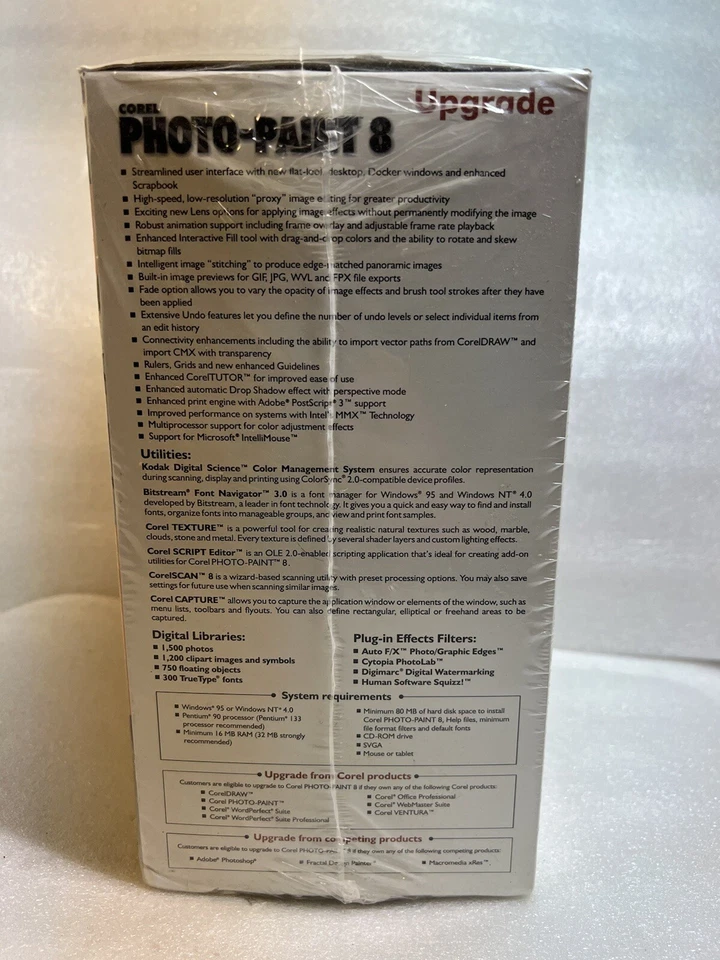 Upgrade
COREL
PHOTO-PAINT 8
■ Streamlined user interface with new flat-look desktop, Docker windows and enhanced
Scrapbook
■ High-speed, low-resolution "proxy" image editing for greater productivity
■ Exciting new Lens options for applying image effects without permanently modifying the image
■ Robust animation support including frame overlay and adjustable frame rate playback
■ Enhanced Interactive Fill tool with drag-and-drop colors and the ability to rotate and skew
bitmap fills
■ Intelligent image "stitching" to produce edge-matched panoramic images
■ Built-in image previews for GIF, JPG, WVL and FPX file exports
■ Fade option allows you to vary the opacity of image effects and brush tool strokes after they have
been applied
■ Extensive Undo features let you define the number of undo levels or select individual items from
an edit history
■ Connectivity enhancements including the ability to import vector paths from CorelDRAW™ and
import CMX with transparency
■ Rulers, Grids and new enhanced Guidelines
■ Enhanced CorelTUTOR™ for improved ease of use
■ Enhanced automatic Drop Shadow effect with perspective mode
■ Enhanced print engine with Adobe® PostScript® 3™ support
■ Improved performance on systems with Intel's MMX™ Technology
■ Multiprocessor support for color adjustment effects
■ Support for Microsoft® IntelliMouse™
Utilities:
Kodak Digital Science™ Color Management System ensures accurate color representation
during scanning, display and printing using ColorSync® 2.0-compatible device profiles.
Bitstream® Font Navigator™ 3.0 is a font manager for Windows® 95 and Windows NT® 4.0
developed by Bitstream, a leader in font technology. It gives you a quick and easy way to find and install
fonts, organize fonts into manageable groups, and view and print font samples.
Corel TEXTURE™ is a powerful tool for creating realistic natural textures such as wood, marble,
clouds, stone and metal. Every texture is defined by several shader layers and custom lighting effects.
Corel SCRIPT Editor™ is an OLE 2.0-enabled scripting application that's ideal for creating add-on
utilities for Corel PHOTO-PAINT™ 8.
CorelSCAN™ 8 is a wizard-based scanning utility with preset processing options. You may also save
settings for future use when scanning similar images.
Corel CAPTURE™ allows you to capture the application window or elements of the window, such as
menu lists, toolbars and flyouts. You can also define rectangular, elliptical or freehand areas to be
captured.
Digital Libraries:
■ 1,500 photos
■ 1,200 clipart images and symbols
■ 750 floating objects
■ 300 TrueType® fonts
Plug-in Effects Filters:
■ Auto F/X™ Photo/Graphic Edges™
■ Cytopia PhotoLab™
■ Digimarc® Digital Watermarking
■ Human Software Squizz!™
System requirements
■ Windows® 95 or Windows NT® 4.0
■ Pentium® 90 processor (Pentium® 133
processor recommended)
■ Minimum 16 MB RAM (32 MB strongly
recommended)
■ Minimum 80 MB of hard disk space to install
Corel PHOTO-PAINT 8, Help files, minimum
file format filters and default fonts
■ CD-ROM drive
■ SVGA
■ Mouse or tablet
Upgrade from Corel products
Customers are eligible to upgrade to Corel PHOTO-PAINT 8 if they own any of the following Corel products:
■ CorelDRAW™
■ Corel PHOTO-PAINT™
■ Corel® WordPerfect® Suite
■ Corel® WordPerfect® Suite Professional
■ Corel® Office Professional
■ Corel® WebMaster Suite
■ Corel VENTURA™
Upgrade from competing products
Customers are eligible to upgrade to Corel PHOTO-PAINT 8 if they own any of the following competing products:
■ Adobe® Photoshop®
■ Fractal Design Painter™
■ Macromedia xRes™